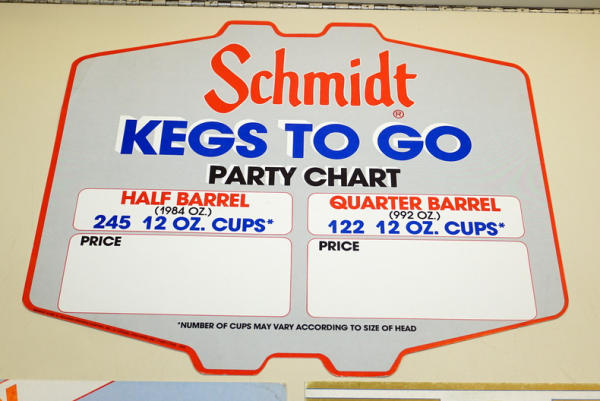 Schmidt®
KEGS TO GO
PARTY CHART
HALF BARREL
(1984 OZ.)
245 12 OZ. CUPS*
PRICE
QUARTER BARREL
(992 OZ.)
122 12 OZ. CUPS*
PRICE
*NUMBER OF CUPS MAY VARY ACCORDING TO SIZE OF HEAD